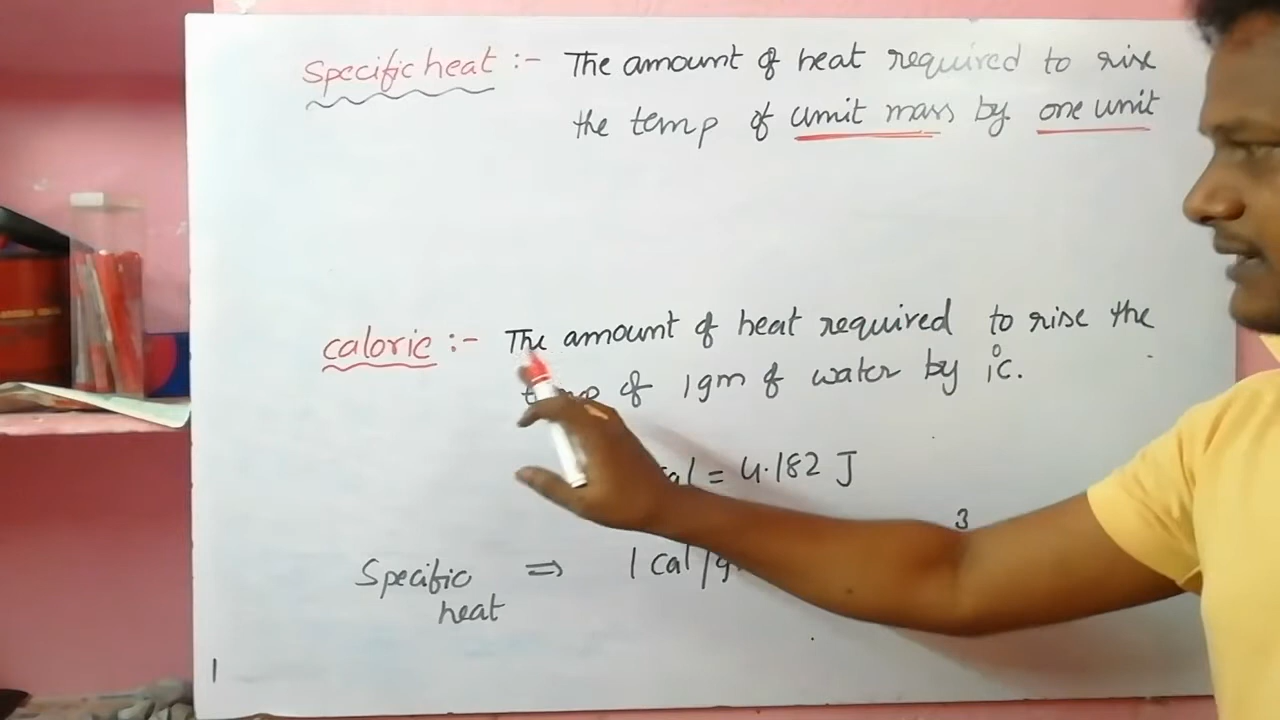 Specific heat :- The amount of heat required to rise
the temp of unit mass by one unit
caloric :- The amount of heat required to rise the
temp of 1gm of water by 1°c.
cal = 4.182 J
3
Specific ⇒ 1 cal/g
heat
1